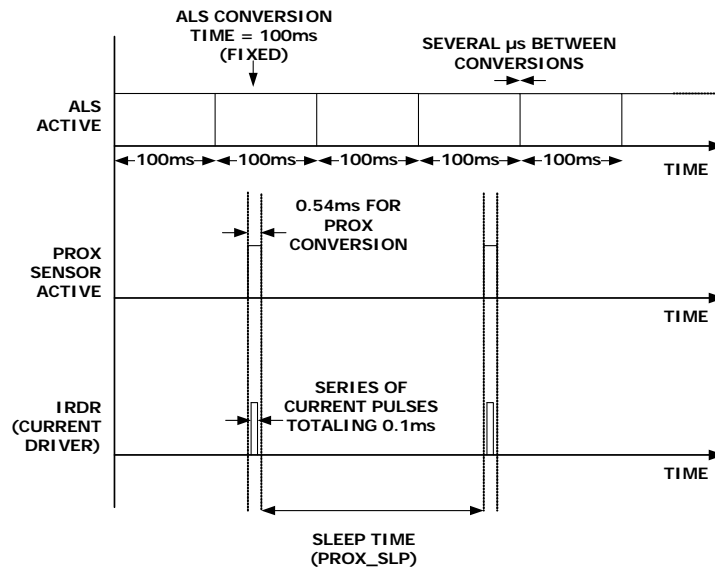 ALS CONVERSION
TIME = 100ms
(FIXED)
SEVERAL µs BETWEEN
CONVERSIONS
ALS
ACTIVE
100ms
100ms
100ms
100ms
100ms
TIME
0.54ms FOR
PROX
CONVERSION
PROX
SENSOR
ACTIVE
TIME
SERIES OF
CURRENT PULSES
TOTALING 0.1ms
IRDR
(CURRENT
DRIVER)
TIME
SLEEP TIME
(PROX_SLP)